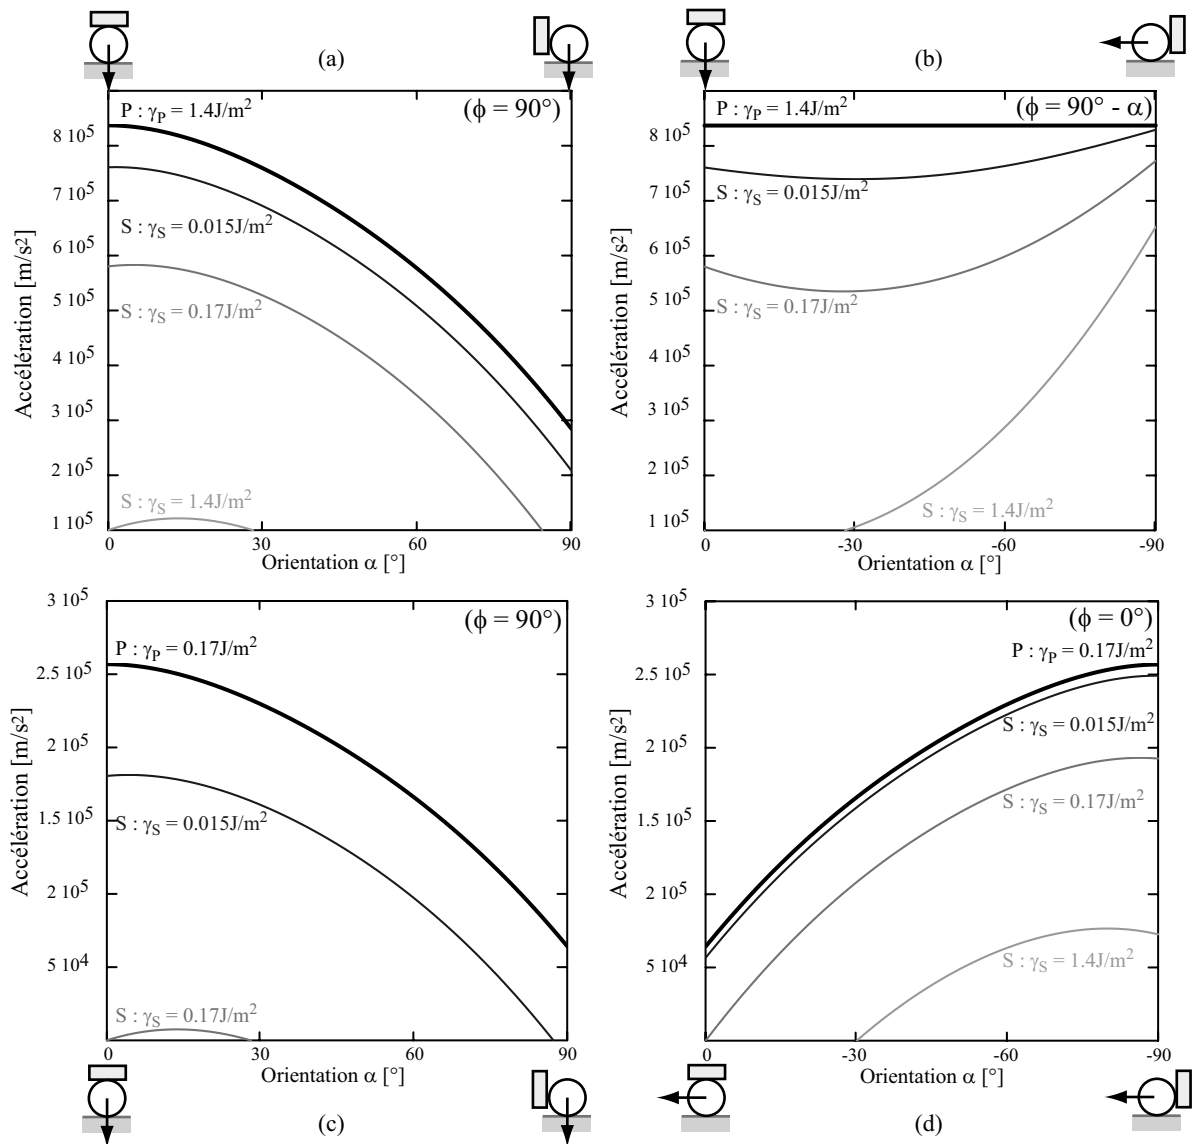 (a)
(φ = 90°)
P : γP = 1.4J/m²
S : γS = 0.015J/m²
S : γS = 0.17J/m²
S : γS = 1.4J/m²
8 10⁵
7 10⁵
6 10⁵
5 10⁵
4 10⁵
3 10⁵
2 10⁵
1 10⁵
Accélération [m/s²]
0 30 60 90
Orientation α [°]
(b)
(φ = 90° - α)
P : γP = 1.4J/m²
S : γS = 0.015J/m²
S : γS = 0.17J/m²
S : γS = 1.4J/m²
8 10⁵
7 10⁵
6 10⁵
5 10⁵
4 10⁵
3 10⁵
2 10⁵
1 10⁵
Accélération [m/s²]
0 -30 -60 -90
Orientation α [°]
3 10⁵
(φ = 90°)
P : γP = 0.17J/m²
2.5 10⁵
2 10⁵
S : γS = 0.015J/m²
1.5 10⁵
2 10⁵
5 10⁴
S : γS = 0.17J/m²
Accélération [m/s²]
0 30 60 90
Orientation α [°]
(c)
3 10⁵
(φ = 0°)
P : γP = 0.17J/m²
2.5 10⁵
S : γS = 0.015J/m²
2 10⁵
S : γS = 0.17J/m²
1.5 10⁵
2 10⁵
S : γS = 1.4J/m²
5 10⁴
Accélération [m/s²]
0 -30 -60 -90
Orientation α [°]
(d)